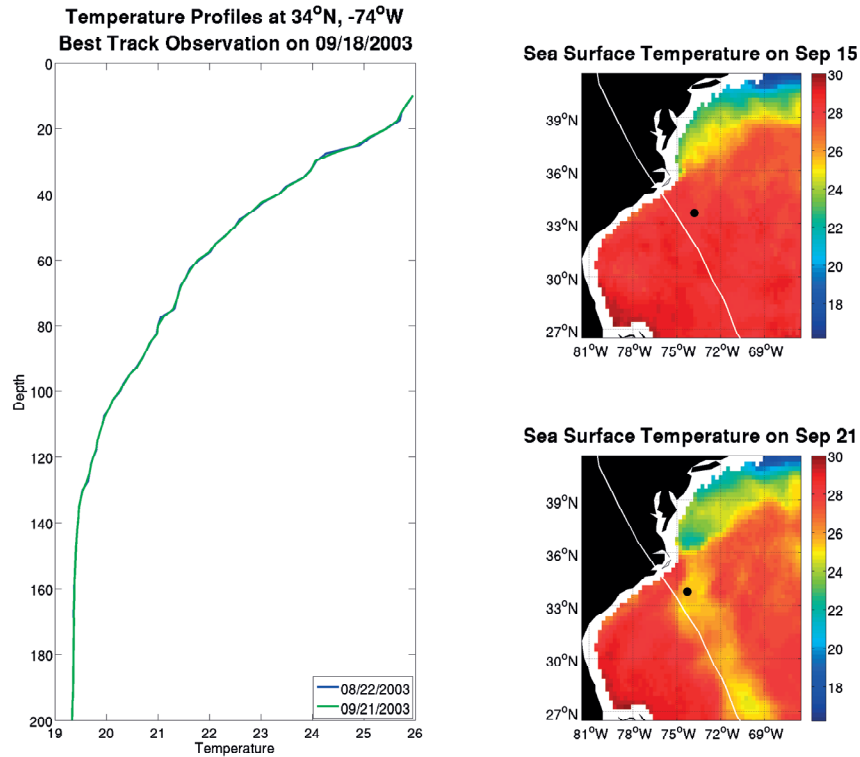 Temperature Profiles at 34°N, -74°W
Best Track Observation on 09/18/2003
0
20
40
60
80
100
120
140
160
180
200
Depth
19
20
21
22
23
24
25
26
Temperature
08/22/2003
09/21/2003
Sea Surface Temperature on Sep 15
39°N
36°N
33°N
30°N
27°N
81°W 78°W 75°W 72°W 69°W
30
28
26
24
22
20
18
Sea Surface Temperature on Sep 21
39°N
36°N
33°N
30°N
27°N
81°W 78°W 75°W 72°W 69°W
30
28
26
24
22
20
18